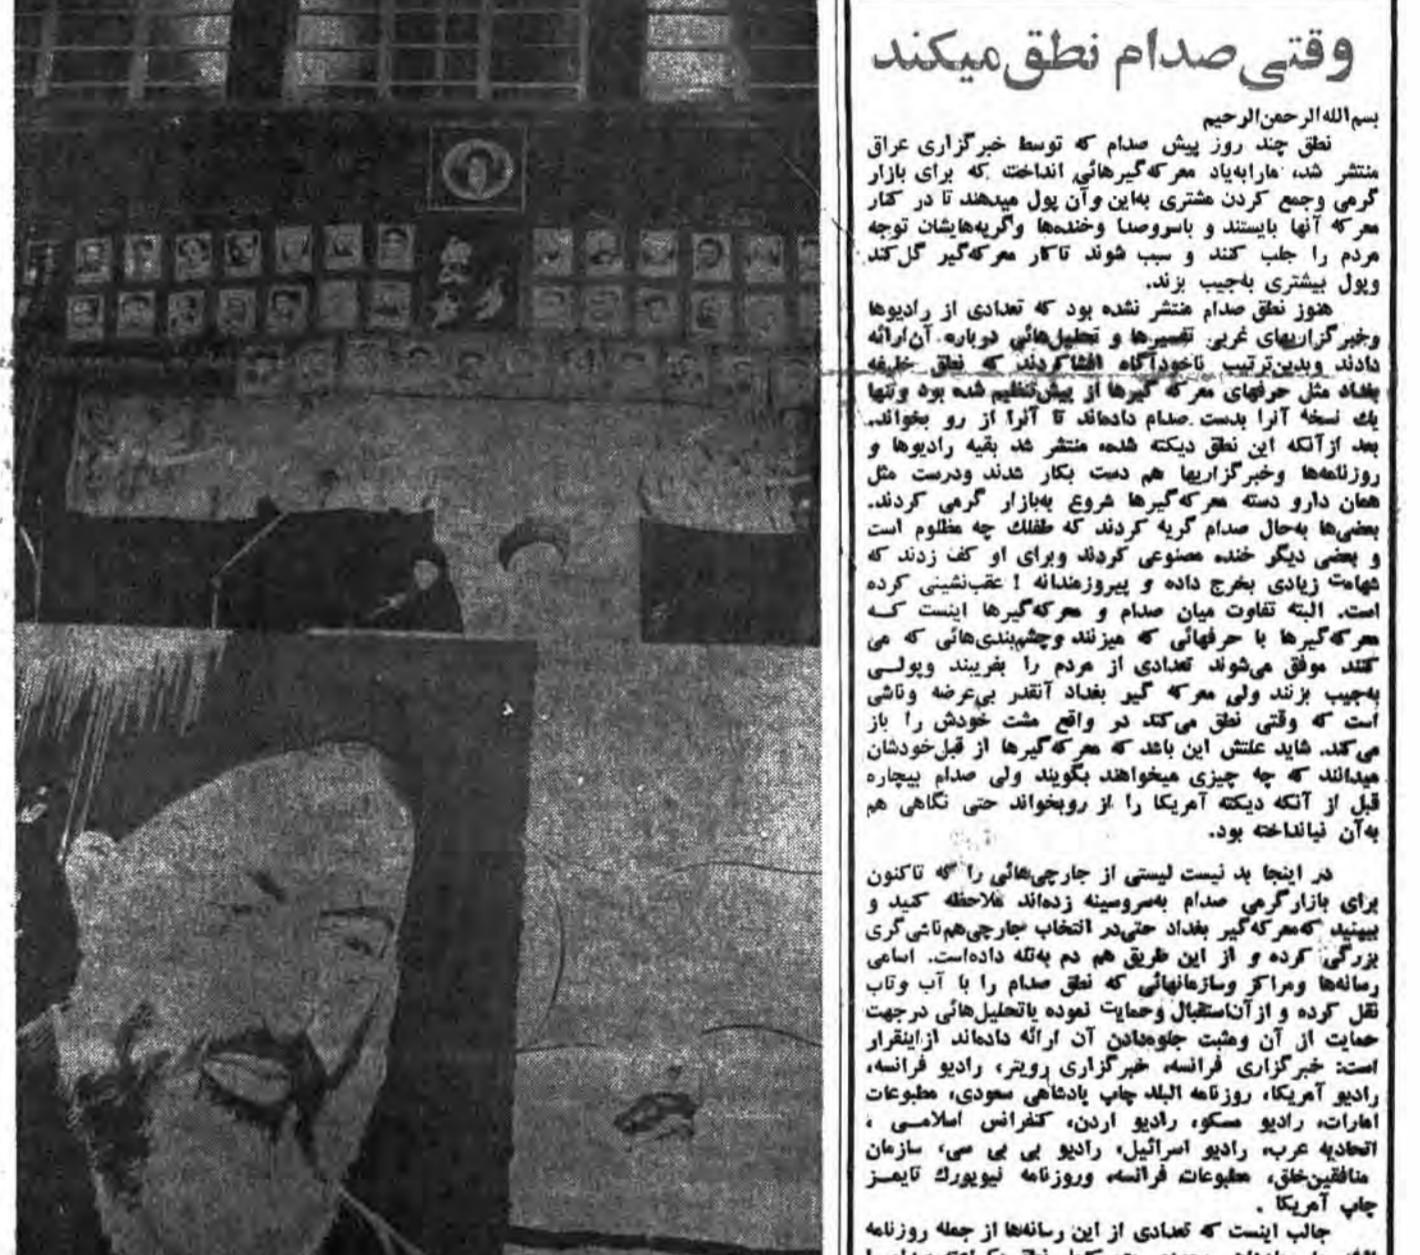 وقتی صدام نطق میکند
بسم‌الله الرحمن الرحیم
نطق چند روز پیش صدام که توسط خبرگزاری عراق
منتشر شد، مارا به‌یاد معرکه‌گیرهائی انداخته که برای بازار
گرمی وجمع کردن مشتری به‌این وآن پول میدهند تا در کنار
معرکه آنها بایستند و باسروصدا وخنده‌ها وگریه‌هایشان توجه
مردم را جلب کنند و سبب شوند تاکار معرکه‌گیر گل‌کند
وپول بیشتری به‌جیب بزند.
هنوز نطق صدام منتشر نشده بود که تعدادی از رادیوها
وخبرگزاریهای غربی تفسیرها و تحلیل‌هائی درباره آن‌ارائه
دادند وبدین‌ترتیب ناخودآگاه افشاکردند که نطق خلیفه
بغداد مثل حرفهای معرکه گیرها از پیش‌تنظیم شده بود وتنها
یك نسخه آنرا بدست صدام داده‌اند تا آنرا از رو بخواند.
بعد ازآنکه این نطق دیکته شده، منتشر شد بقیه رادیوها و
روزنامه‌ها وخبرگزاریها هم دست بکار شدند ودرست مثل
همان دارو دسته معرکه‌گیرها شروع به‌بازار گرمی کردند.
بعضی‌ها به‌حال صدام گریه کردند که طفلك چه مظلوم است
و بعضی دیگر خنده مصنوعی کردند وبرای او کف زدند که
شهامت زیادی بخرج داده و پیروزمندانه ! عقب‌نشینی کرده
است. البته تفاوت میان صدام و معرکه‌گیرها اینست کــه
معرکه‌گیرها با حرفهائی که میزنند وچشم‌بندی‌هائی که می
کنند موفق می‌شوند تعدادی از مردم را بفریبند وپولــی
به‌جیب بزنند ولی معرکه گیر بغداد آنقدر بی‌عرضه وناشی
است که وقتی نطق می‌کند در واقع مشت خودش را باز
می‌کند. شاید علتش این باشد که معرکه‌گیرها از قبل‌خودشان
میدانند که چه چیزی میخواهند بگویند ولی صدام بیچاره
قبل از آنکه دیکته آمریکا را از روبخواند حتی نگاهی هم
به‌آن نیانداخته بود.
در اینجا بد نیست لیستی از جارچی‌هائی را که تاکنون
برای بازارگرمی صدام به‌سروسینه زده‌اند ملاحظه کنید و
ببینید که‌معرکه‌گیر بغداد حتی‌در انتخاب جارچی‌هم‌ناشی‌گری
بزرگی کرده و از این طریق هم دم به‌تله داده‌است. اسامی
رسانه‌ها ومراکز وسازمانهائی که نطق صدام را با آب وتاب
نقل کرده و ازآن‌استقبال وحمایت نموده یاتحلیل‌هائی درجهت
حمایت از آن ومثبت جلوه‌دادن آن ارائه داده‌اند ازاینقرار
است: خبرگزاری فرانسه، خبرگزاری رویتر، رادیو فرانسه،
رادیو آمریکا، روزنامه البلد چاپ پادشاهی سعودی، مطبوعات
امارات، رادیو مسکو، رادیو اردن، کنفرانس اسلامــی ،
اتحادیه عرب، رادیو اسرائیل، رادیو بی بی سی، سازمان
منافقین‌خلق، مطبوعات فرانسه، وروزنامه نیویورك تایمــز
چاپ آمریکا .
جالب اینست که تعدادی از این رسانه‌ها از جمله روزنامه